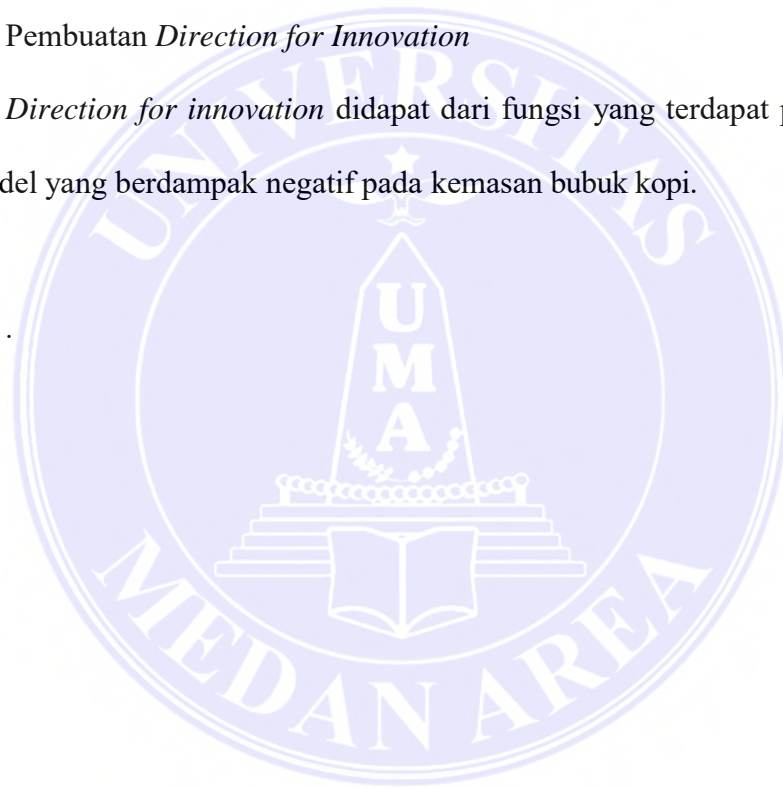 Pembuatan Direction for Innovation
Direction for innovation didapat dari fungsi yang terdapat p
del yang berdampak negatif pada kemasan bubuk kopi.
.
UNIVERSITAS
UMA
MEDAN AREA